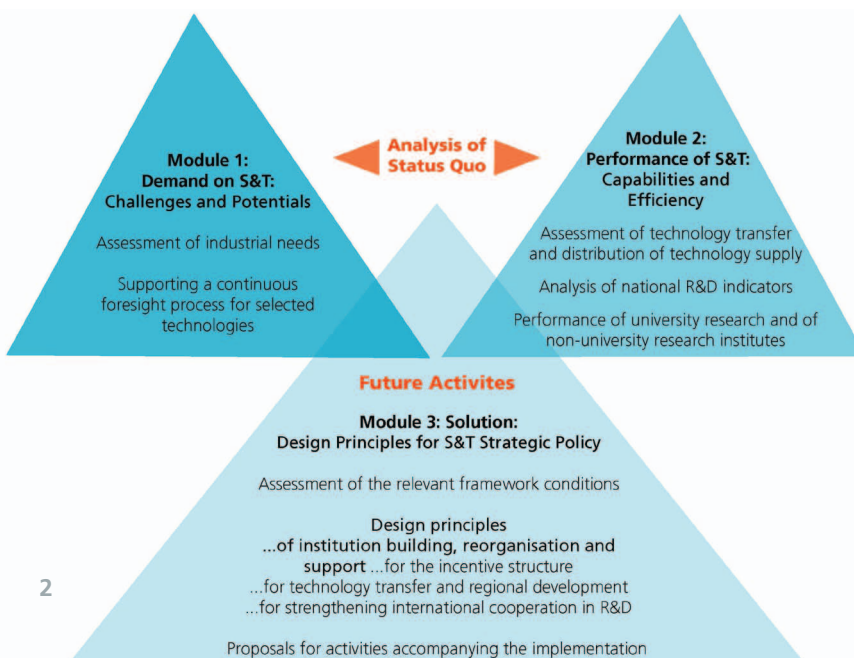 Module 1:
Demand on S&T:
Challenges and Potentials
Assessment of industrial needs
Supporting a continuous
foresight process for selected
technologies
Analysis of
Status Quo
Module 2:
Performance of S&T:
Capabilities and
Efficiency
Assessment of technology transfer
and distribution of technology supply
Analysis of national R&D indicators
Performance of university research and of
non-university research institutes
Future Activites
Module 3: Solution:
Design Principles for S&T Strategic Policy
Assessment of the relevant framework conditions
Design principles
...of institution building, reorganisation and
support ...for the incentive structure
...for technology transfer and regional development
...for strengthening international cooperation in R&D
Proposals for activities accompanying the implementation
2